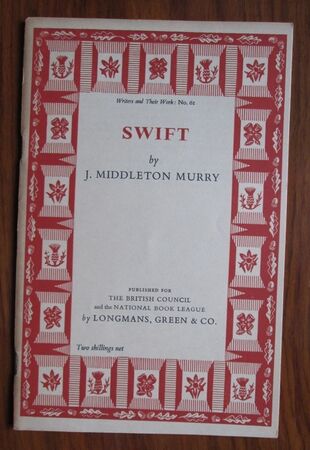 Writers and Their Work: No. 61
SWIFT
by
J. MIDDLETON MURRY
PUBLISHED FOR
THE BRITISH COUNCIL
and the NATIONAL BOOK LEAGUE
by LONGMANS, GREEN & CO.
Two shillings net